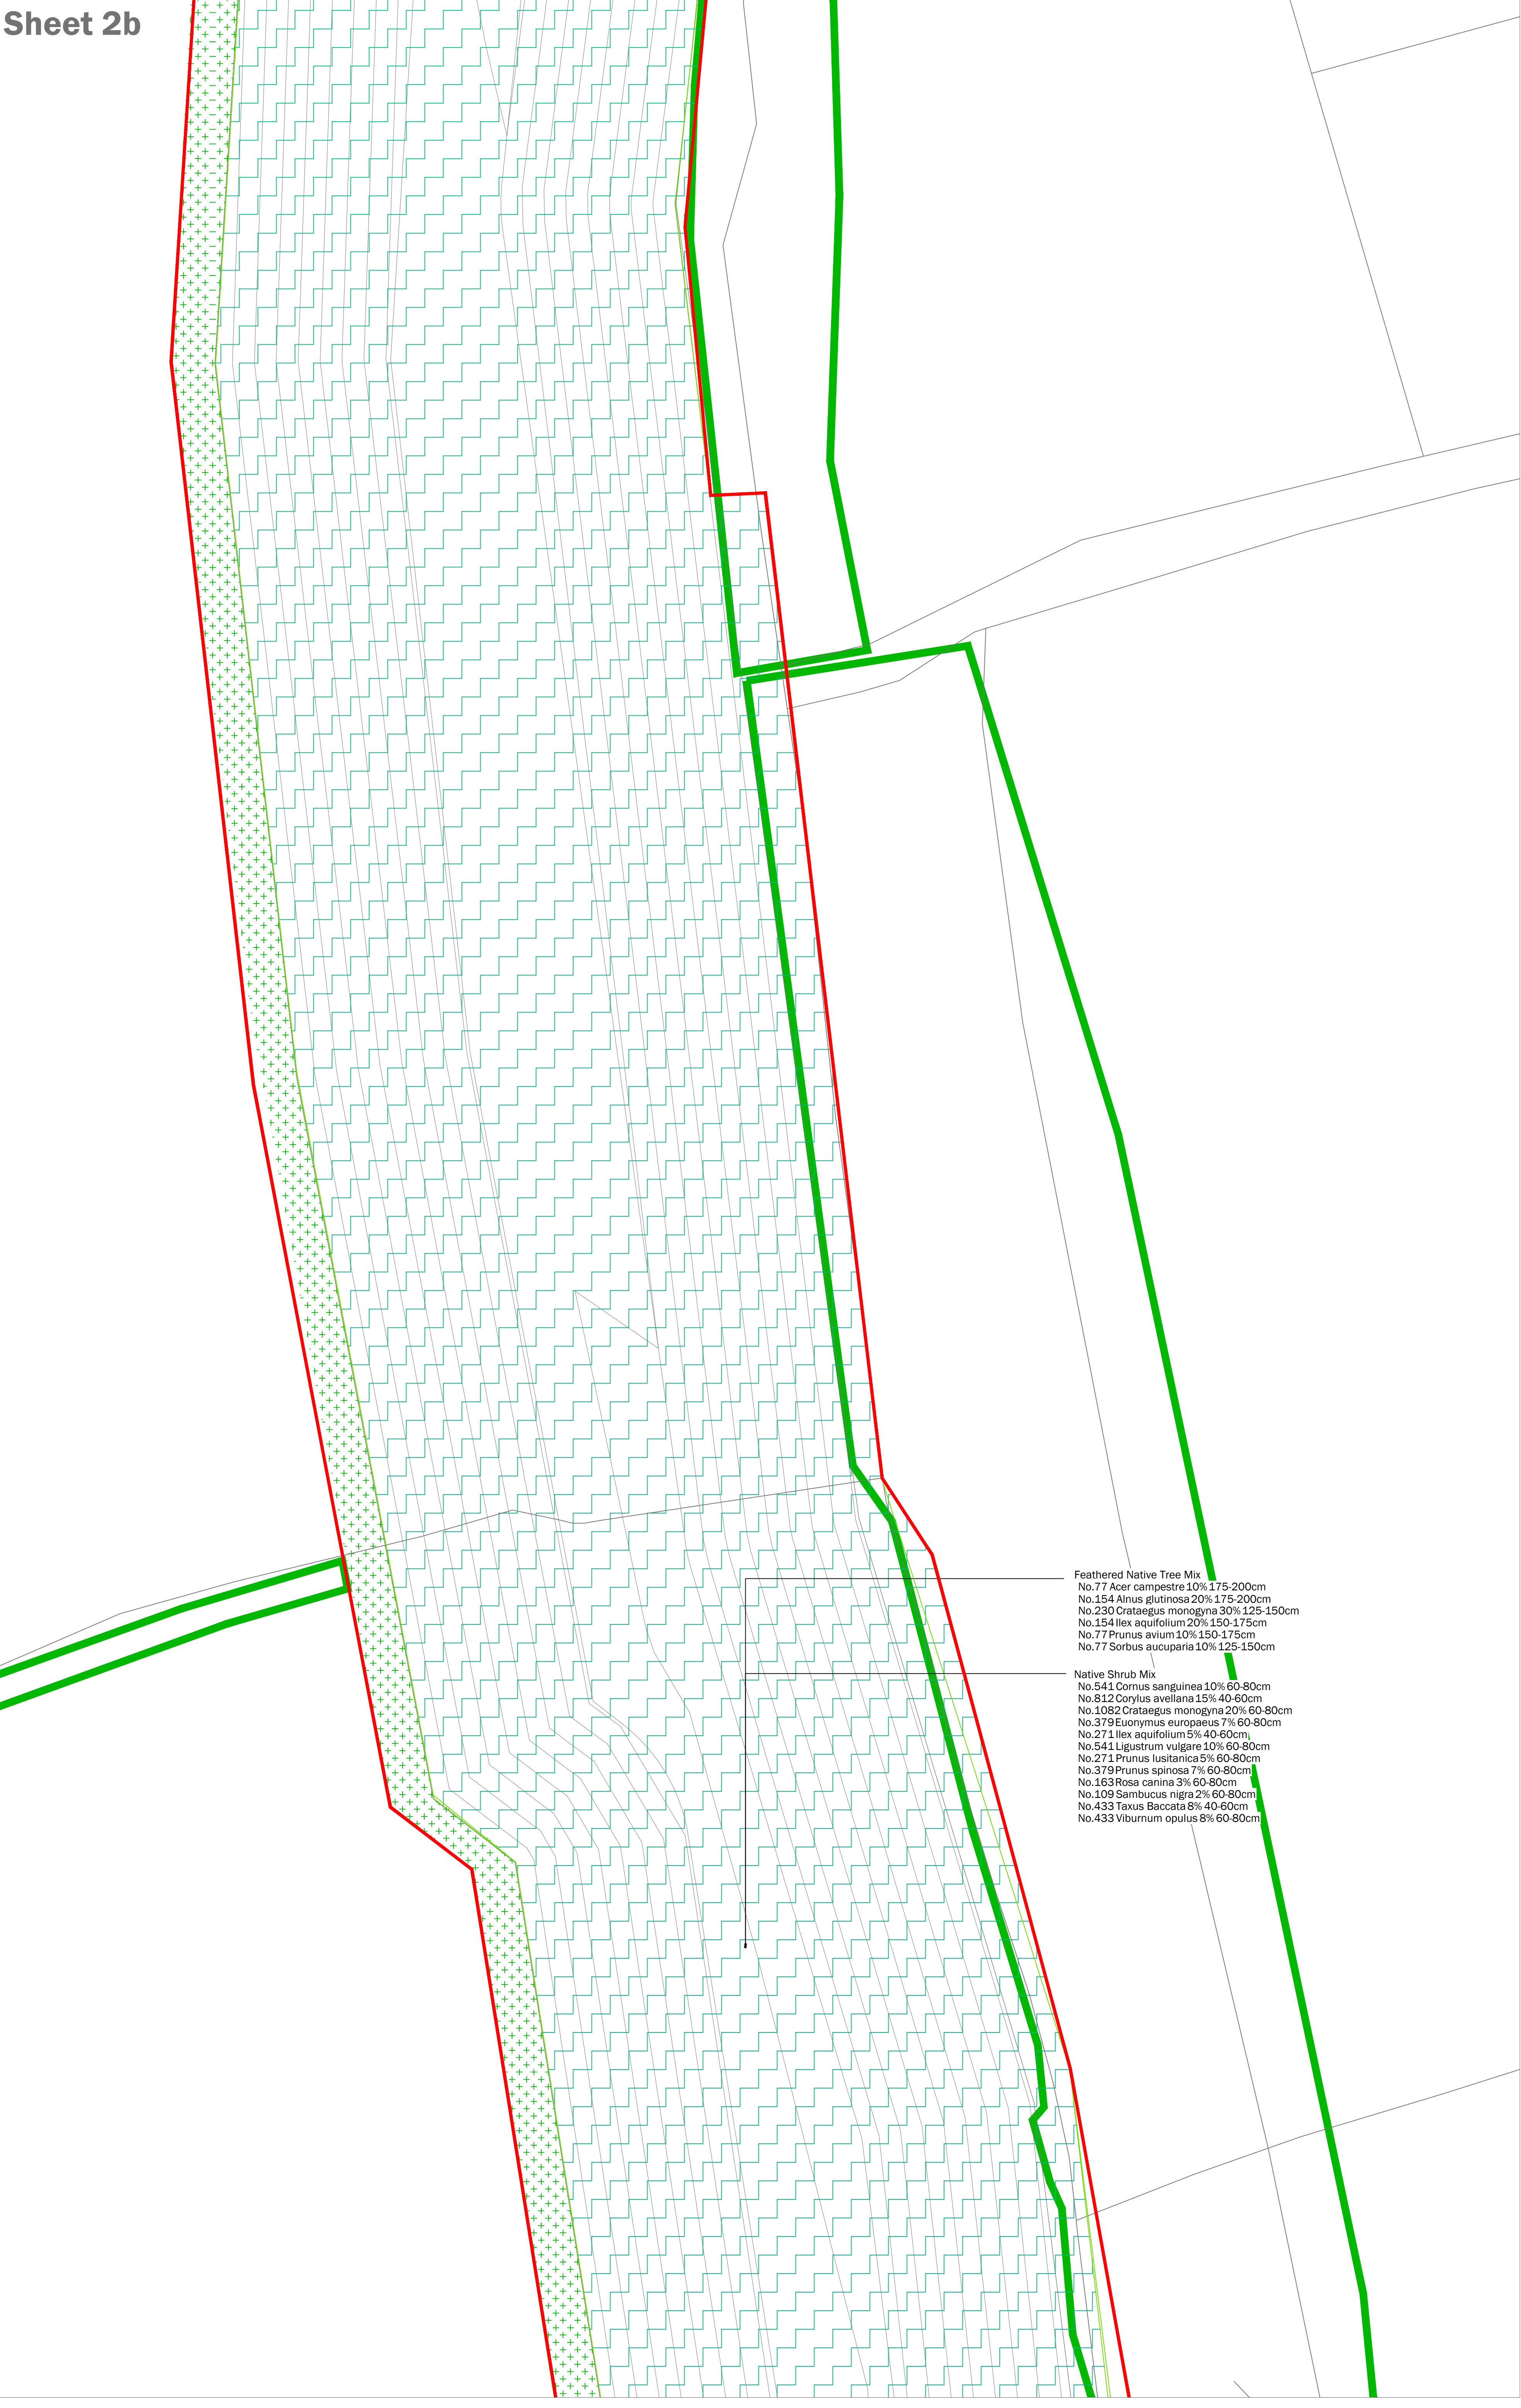 Sheet 2b
Feathered Native Tree Mix
No.77 Acer campestre 10% 175-200cm
No.154 Alnus glutinosa 20% 175-200cm
No.230 Crataegus monogyna 30% 125-150cm
No.154 Ilex aquifolium 20% 150-175cm
No.77 Prunus avium 10% 150-175cm
No.77 Sorbus aucuparia 10% 125-150cm
Native Shrub Mix
No.541 Cornus sanguinea 10% 60-80cm
No.812 Corylus avellana 15% 40-60cm
No.1082 Crataegus monogyna 20% 60-80cm
No.379 Euonymus europaeus 7% 60-80cm
No.271 Ilex aquifolium 5% 40-60cm
No.541 Ligustrum vulgare 10% 60-80cm
No.271 Prunus lusitanica 5% 60-80cm
No.379 Prunus spinosa 7% 60-80cm
No.163 Rosa canina 3% 60-80cm
No.109 Sambucus nigra 2% 60-80cm
No.433 Taxus Baccata 8% 40-60cm
No.433 Viburnum opulus 8% 60-80cm